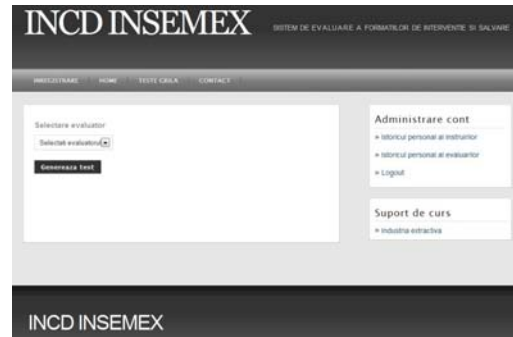 INCD INSEMEX
SISTEM DE EVALUARE A FORMATIILOR DE INTERVENTIE SI SALVARE
INREGISTRARE HOME TESTE GRILA CONTACT
Selectare evaluator
Selectati evaluatorul
Genereaza test
Administrare cont
» Istoricul personal al instruirilor
» Istoricul personal al evaluarilor
» Logout
Suport de curs
» Industria extractiva
INCD INSEMEX